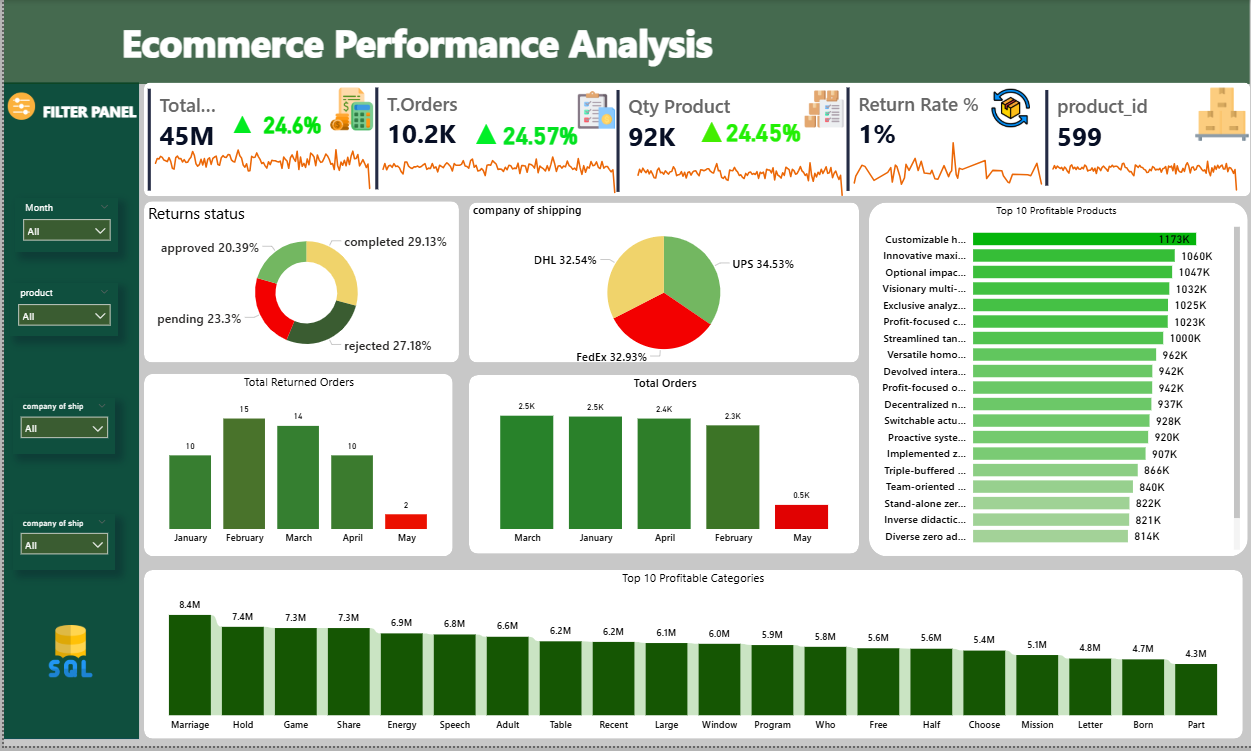 Ecommerce Performance Analysis
FILTER PANEL
Month
All
product
All
company of ship
All
company of ship
All
SQL
Total...
45M
24.6%
T.Orders
10.2K
24.57%
Qty Product
92K
24.45%
Return Rate %
1%
product_id
599
Returns status
approved 20.39%
completed 29.13%
pending 23.3%
rejected 27.18%
company of shipping
DHL 32.54%
UPS 34.53%
FedEx 32.93%
Top 10 Profitable Products
Customizable h... 1173K
Innovative maxi... 1060K
Optional impac... 1047K
Visionary multi-... 1032K
Exclusive analyz... 1025K
Profit-focused c... 1023K
Streamlined tan... 1000K
Versatile homo... 962K
Devolved intera... 942K
Profit-focused o... 942K
Decentralized n... 937K
Switchable actu... 928K
Proactive syste... 920K
Implemented z... 907K
Triple-buffered ... 866K
Team-oriented ... 840K
Stand-alone zer... 822K
Inverse didactic... 821K
Diverse zero ad... 814K
Total Returned Orders
10 15 14 10 2
January February March April May
Total Orders
2.5K 2.5K 2.4K 2.3K 0.5K
March January April February May
Top 10 Profitable Categories
8.4M 7.4M 7.3M 7.3M 6.9M 6.8M 6.6M 6.2M 6.2M 6.1M 6.0M 5.9M 5.8M 5.6M 5.6M 5.4M 5.1M 4.8M 4.7M 4.3M
Marriage Hold Game Share Energy Speech Adult Table Recent Large Window Program Who Free Half Choose Mission Letter Born Part